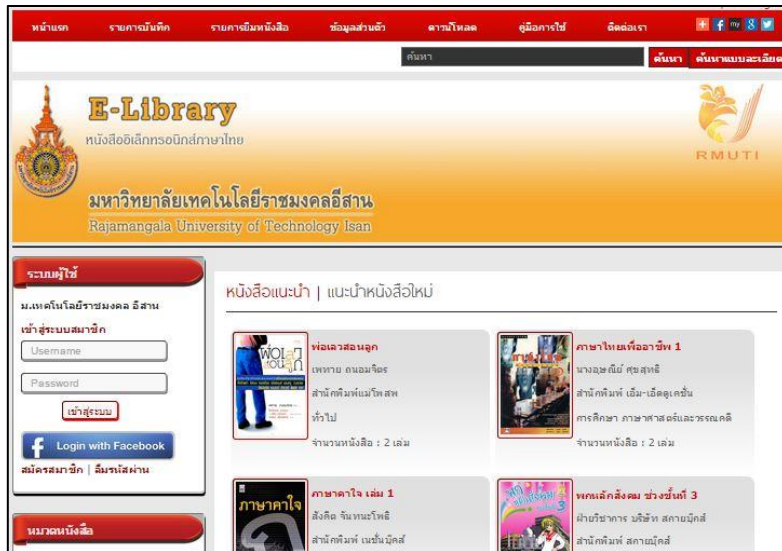 หน้าแรก รายการบันทึก รายการยืมหนังสือ ข้อมูลส่วนตัว ดาวน์โหลด คู่มือการใช้ ติดต่อเรา
ค้นหา ค้นหา ค้นหาแบบละเอียด
E-Library
หนังสืออิเล็กทรอนิกส์ภาษาไทย
RMUTI
มหาวิทยาลัยเทคโนโลยีราชมงคลอีสาน
Rajamangala University of Technology Isan
ระบบผู้ใช้
ม.เทคโนโลยีราชมงคล อีสาน
เข้าสู่ระบบสมาชิก
Username
Password
เข้าสู่ระบบ
Login with Facebook
สมัครสมาชิก | ลืมรหัสผ่าน
หมวดหนังสือ
หนังสือแนะนำ | แนะนำหนังสือใหม่
พ่อเลวสอนลูก
เพทาย ถนอมจิตร
สำนักพิมพ์แม่โพสพ
ทั่วไป
จำนวนหนังสือ : 2 เล่ม
ภาษาไทยเพื่ออาชีพ 1
นางอุษณีย์ ศุขสุทธิ
สำนักพิมพ์ เอ็ม-เอ็ดดูเคชั่น
การศึกษา ภาษาศาสตร์และวรรณคดี
จำนวนหนังสือ : 2 เล่ม
ภาษาคาใจ
ภาษาคาใจ เล่ม 1
สังคีต จันทนะโพธิ
สำนักพิมพ์ เนชั่นบุ๊คส์
พกหลักสังคม ช่วงชั้นที่ 3
ฝ่ายวิชาการ บริษัท สกายบุ๊กส์
สำนักพิมพ์ สกายบุ๊กส์